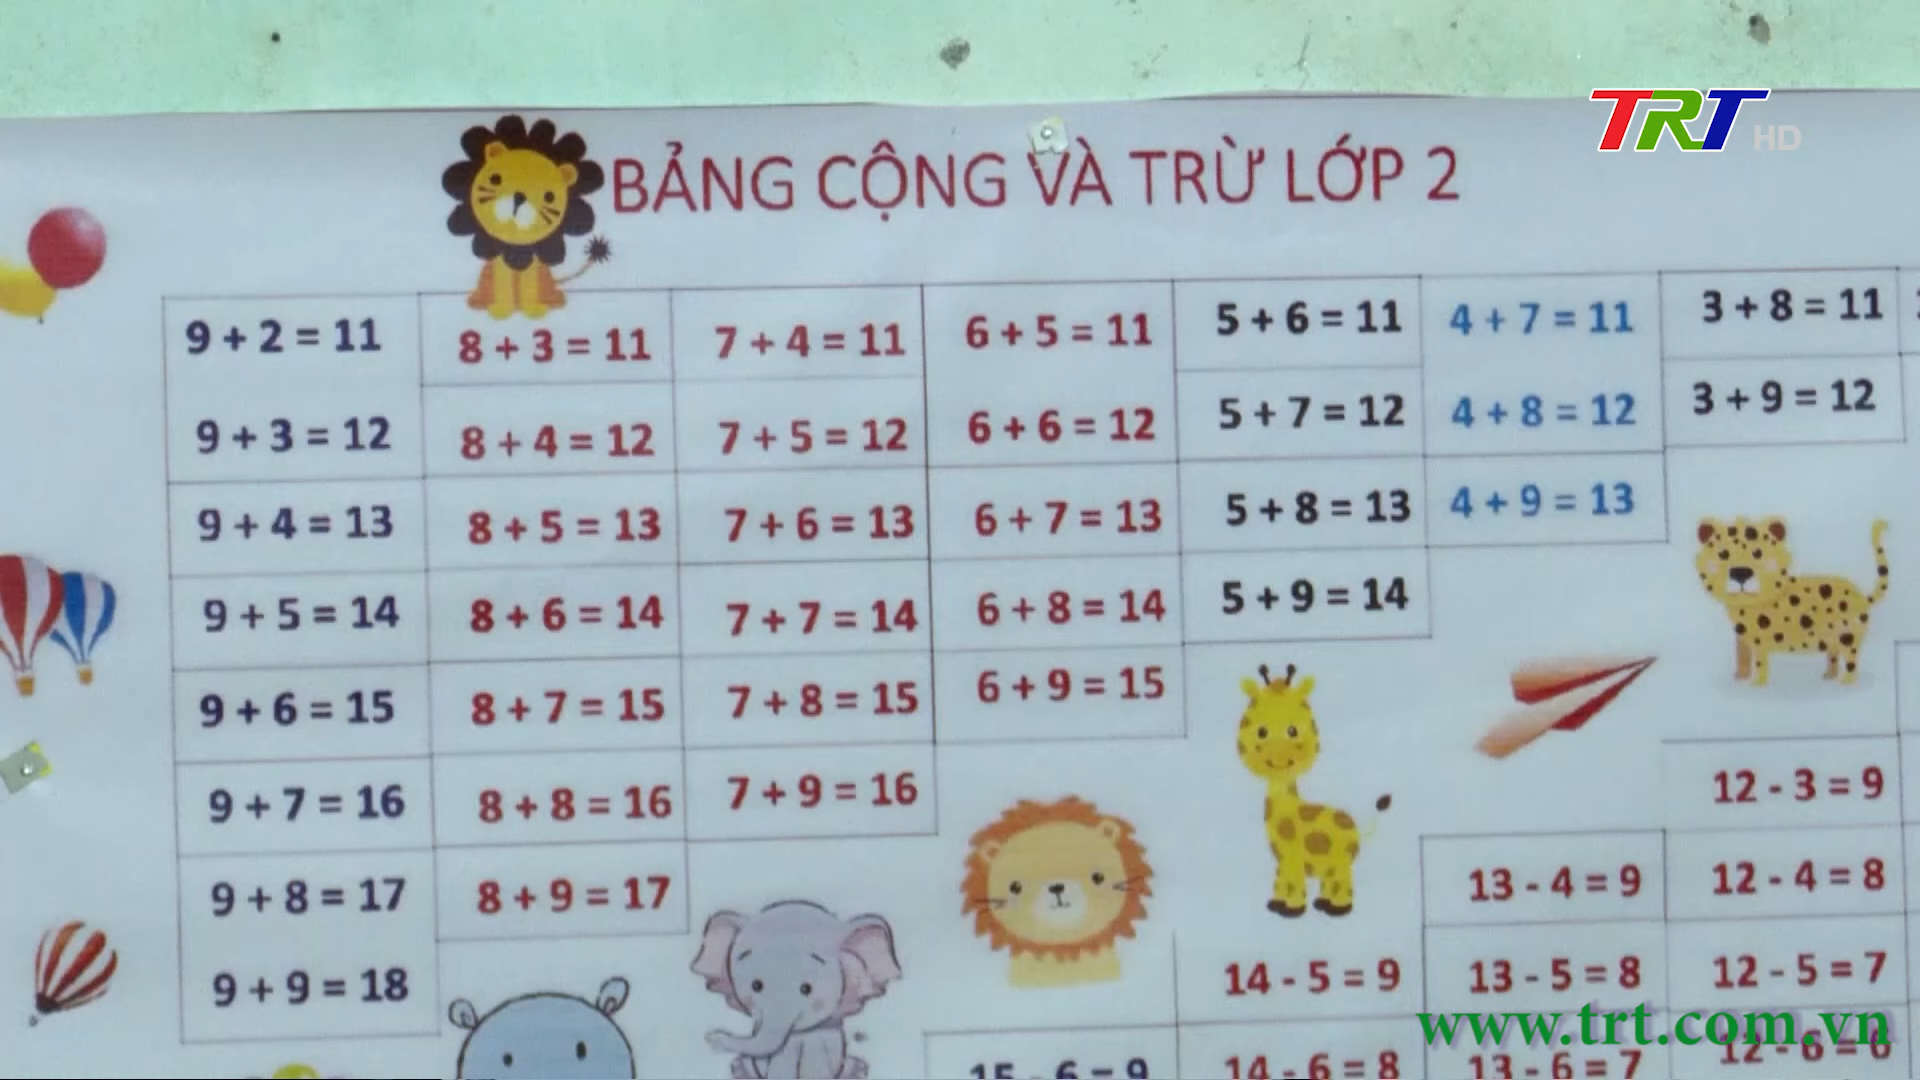 TRT HD
BẢNG CỘNG VÀ TRỪ LỚP 2
9 + 2 = 11 8 + 3 = 11 7 + 4 = 11 6 + 5 = 11 5 + 6 = 11 4 + 7 = 11 3 + 8 = 11
9 + 3 = 12 8 + 4 = 12 7 + 5 = 12 6 + 6 = 12 5 + 7 = 12 4 + 8 = 12 3 + 9 = 12
9 + 4 = 13 8 + 5 = 13 7 + 6 = 13 6 + 7 = 13 5 + 8 = 13 4 + 9 = 13
9 + 5 = 14 8 + 6 = 14 7 + 7 = 14 6 + 8 = 14 5 + 9 = 14
9 + 6 = 15 8 + 7 = 15 7 + 8 = 15 6 + 9 = 15
9 + 7 = 16 8 + 8 = 16 7 + 9 = 16 12 - 3 = 9
9 + 8 = 17 8 + 9 = 17 13 - 4 = 9 12 - 4 = 8
9 + 9 = 18 14 - 5 = 9 13 - 5 = 8 12 - 5 = 7
15 - 6 = 9 14 - 6 = 8 13 - 6 = 7 12 - 6 = 6
www.trt.com.vn